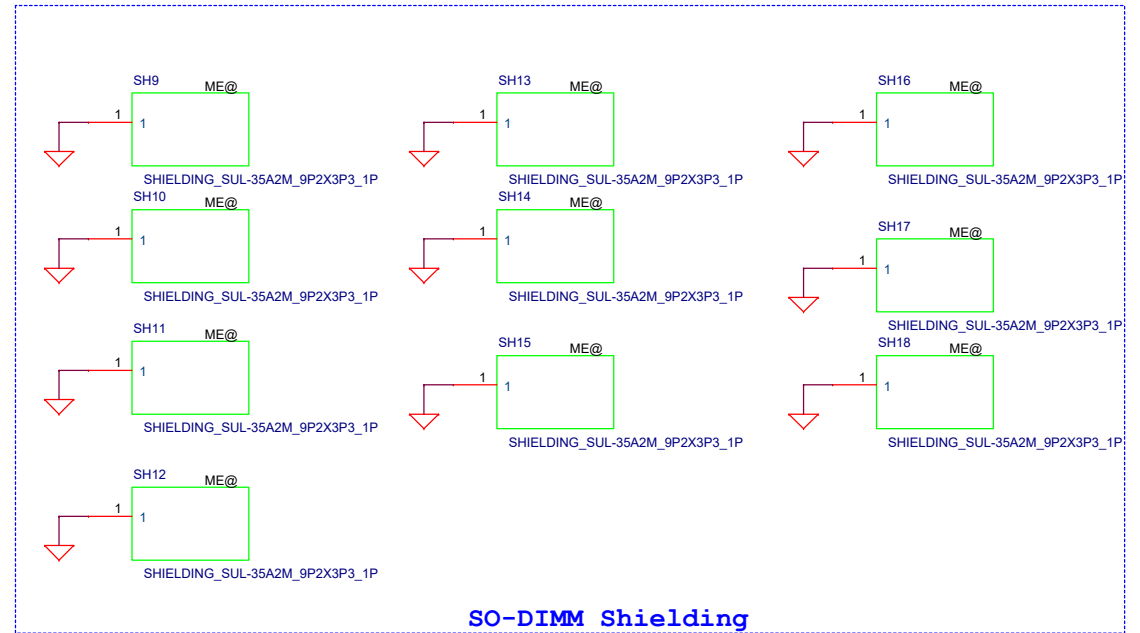 SH9
ME@
1
1
SHIELDING_SUL-35A2M_9P2X3P3_1P
SH10
ME@
1
1
SHIELDING_SUL-35A2M_9P2X3P3_1P
SH11
ME@
1
1
SHIELDING_SUL-35A2M_9P2X3P3_1P
SH12
ME@
1
1
SHIELDING_SUL-35A2M_9P2X3P3_1P
SH13
ME@
1
1
SHIELDING_SUL-35A2M_9P2X3P3_1P
SH14
ME@
1
1
SHIELDING_SUL-35A2M_9P2X3P3_1P
SH15
ME@
1
1
SHIELDING_SUL-35A2M_9P2X3P3_1P
SH16
ME@
1
1
SHIELDING_SUL-35A2M_9P2X3P3_1P
SH17
ME@
1
1
SHIELDING_SUL-35A2M_9P2X3P3_1P
SH18
ME@
1
1
SHIELDING_SUL-35A2M_9P2X3P3_1P
SO-DIMM Shielding